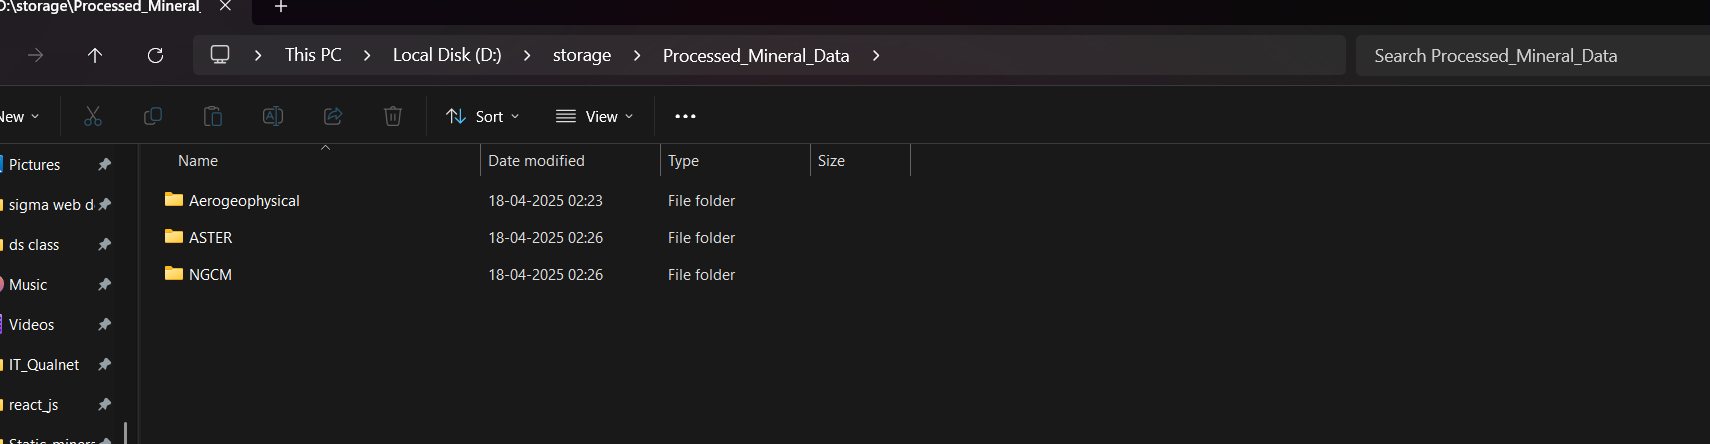 D:\storage\Processed_Mineral_
This PC > Local Disk (D:) > storage > Processed_Mineral_Data >
Search Processed_Mineral_Data
New
Sort
View
Name
Date modified
Type
Size
Pictures
sigma web d
ds class
Music
Videos
IT_Qualnet
react_js
Aerogeophysical 18-04-2025 02:23 File folder
ASTER 18-04-2025 02:26 File folder
NGCM 18-04-2025 02:26 File folder